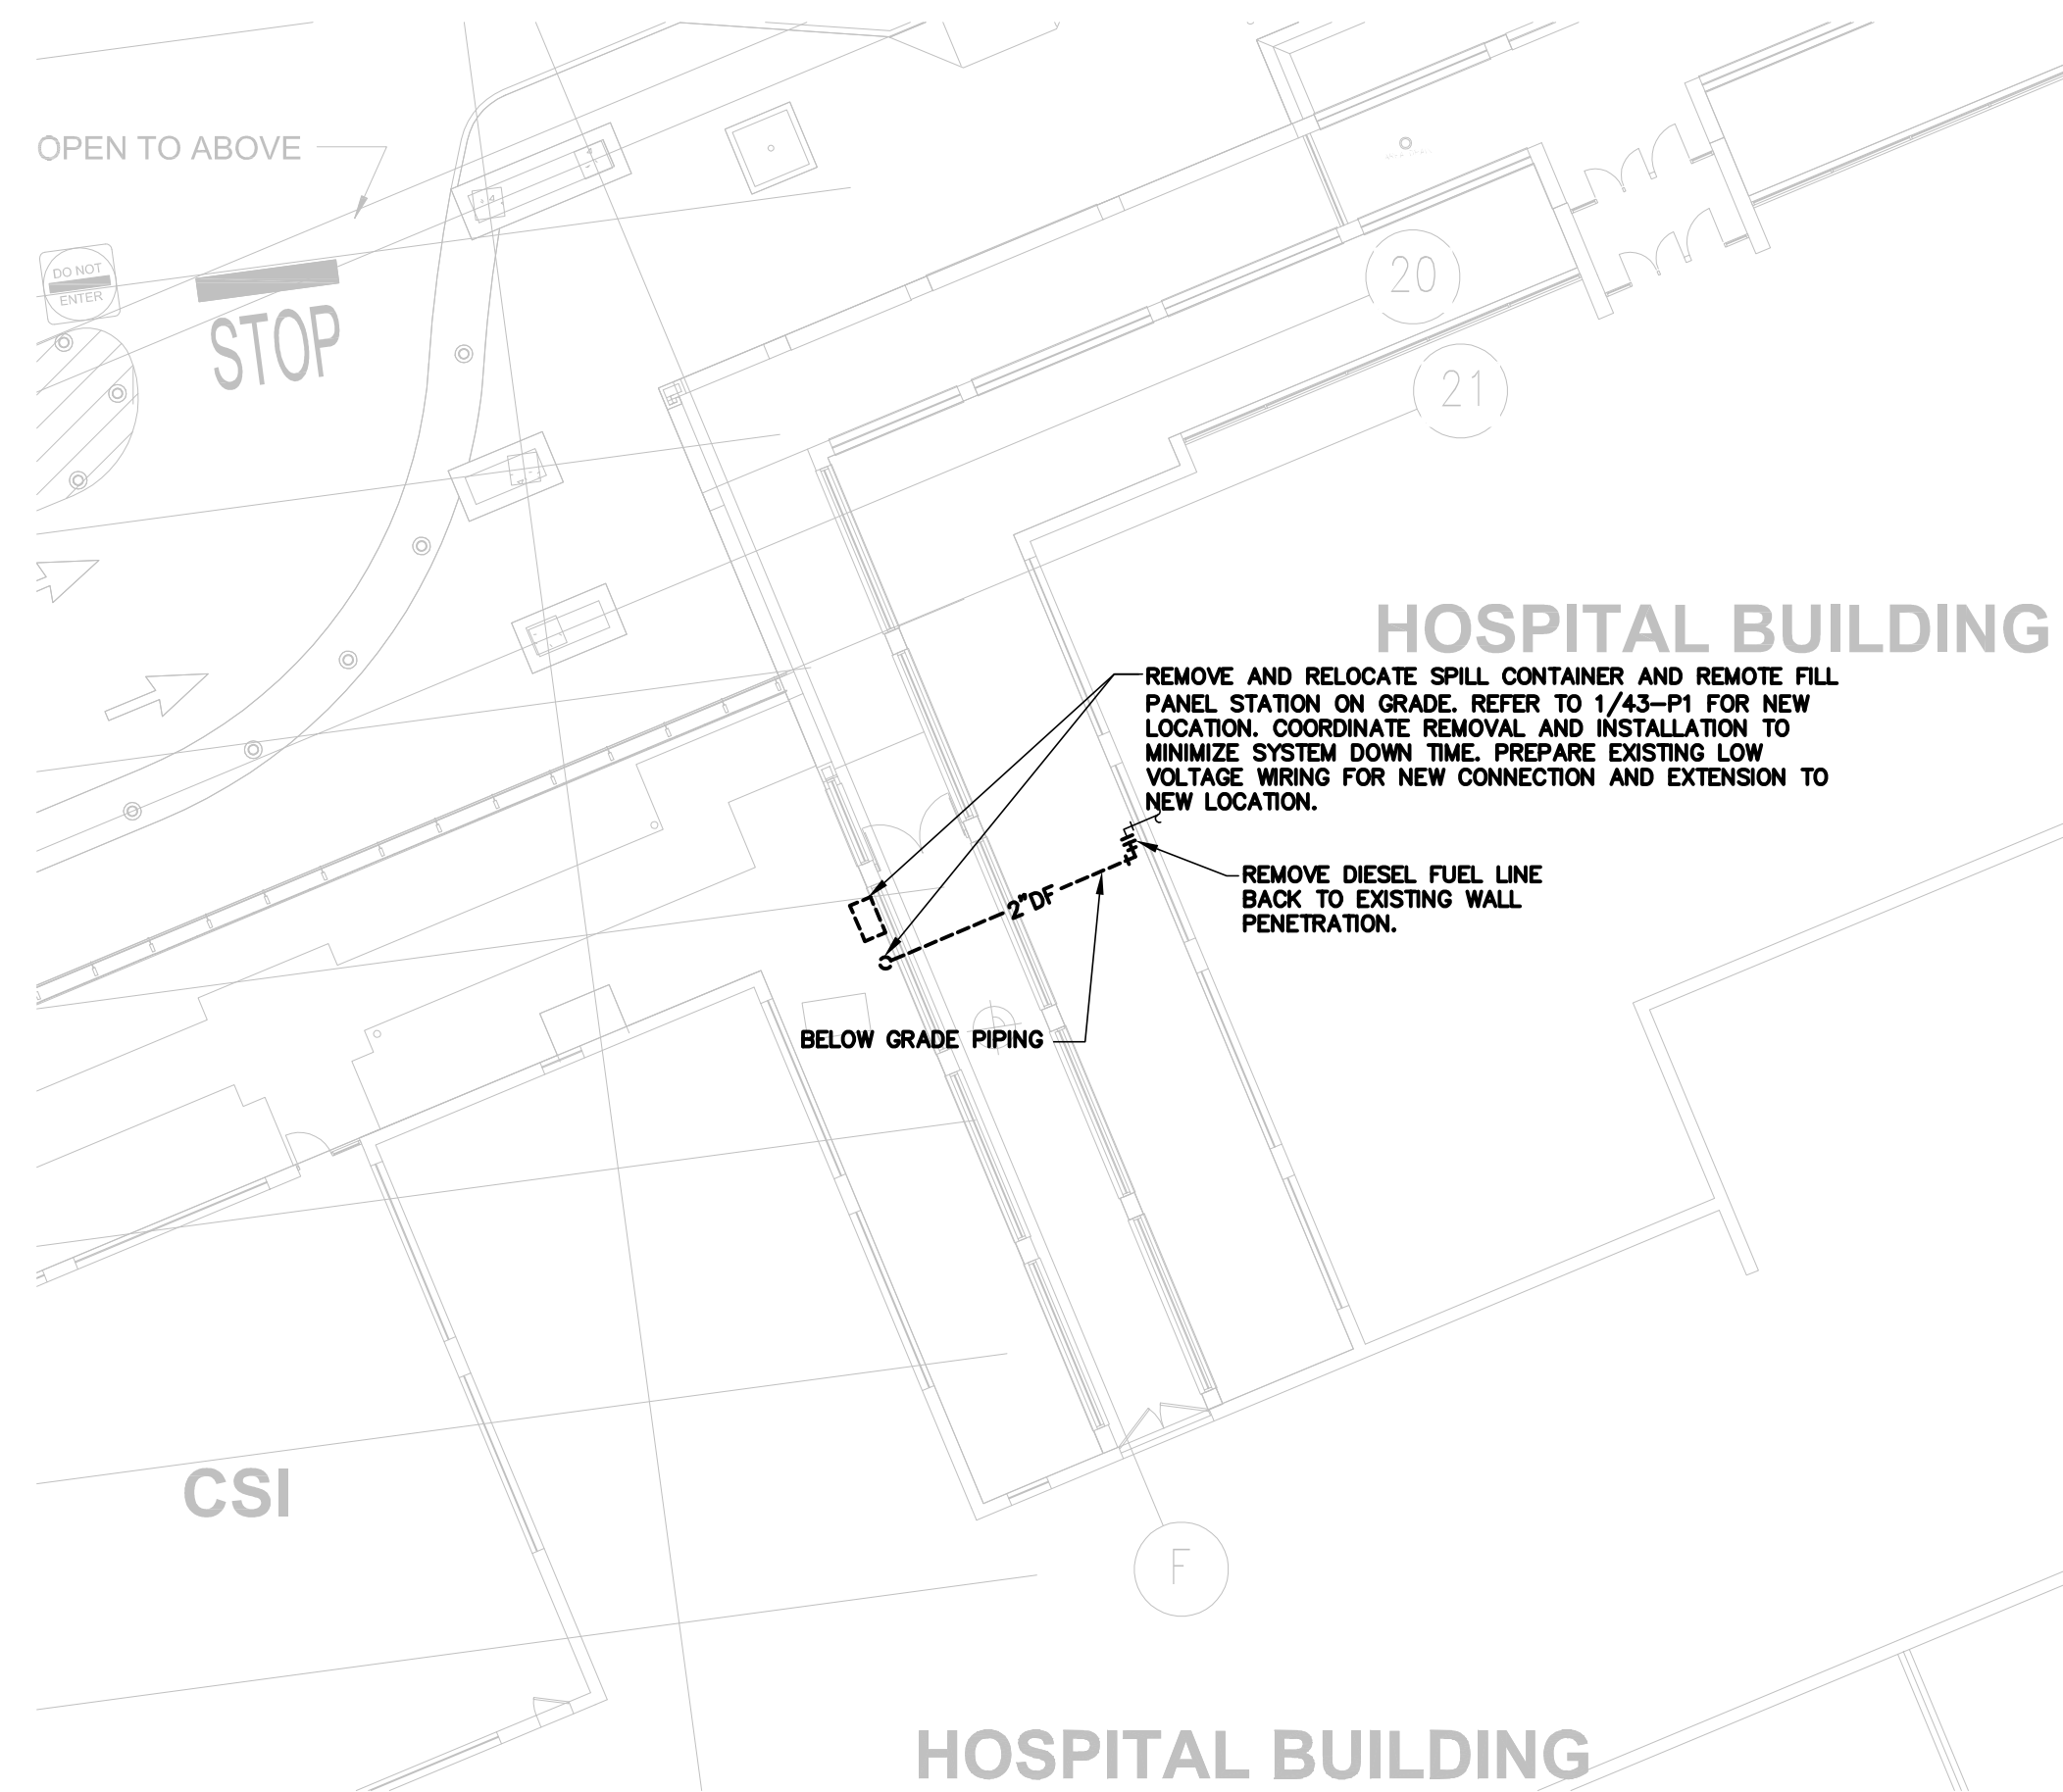 OPEN TO ABOVE
DO NOT
ENTER
STOP
20
21
HOSPITAL BUILDING
REMOVE AND RELOCATE SPILL CONTAINER AND REMOTE FILL
PANEL STATION ON GRADE. REFER TO 1/43-P1 FOR NEW
LOCATION. COORDINATE REMOVAL AND INSTALLATION TO
MINIMIZE SYSTEM DOWN TIME. PREPARE EXISTING LOW
VOLTAGE WIRING FOR NEW CONNECTION AND EXTENSION TO
NEW LOCATION.
REMOVE DIESEL FUEL LINE
BACK TO EXISTING WALL
PENETRATION.
2"DF
BELOW GRADE PIPING
CSI
F
HOSPITAL BUILDING